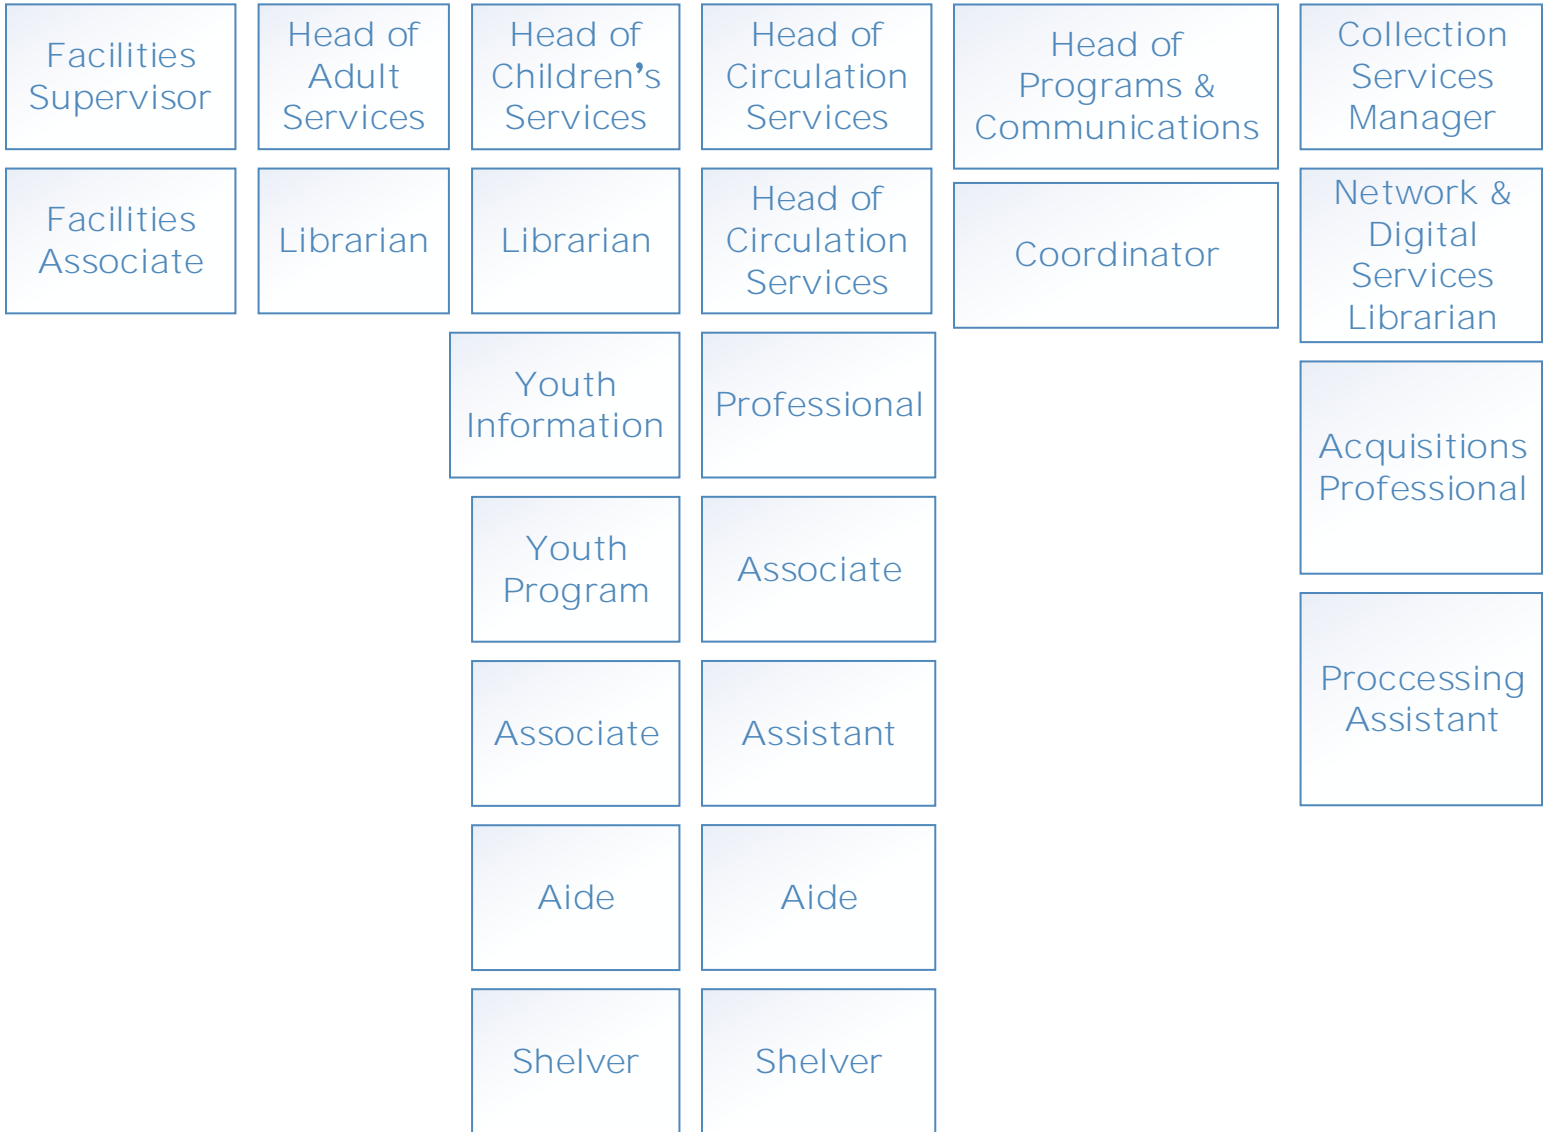 Facilities
Supervisor
Head of
Adult
Services
Head of
Children’s
Services
Head of
Circulation
Services
Head of
Programs &
Communications
Collection
Services
Manager
Facilities
Associate
Librarian
Librarian
Head of
Circulation
Services
Coordinator
Network &
Digital
Services
Librarian
Youth
Information
Professional
Acquisitions
Professional
Youth
Program
Associate
Proccessing
Assistant
Associate
Assistant
Aide
Aide
Shelver
Shelver